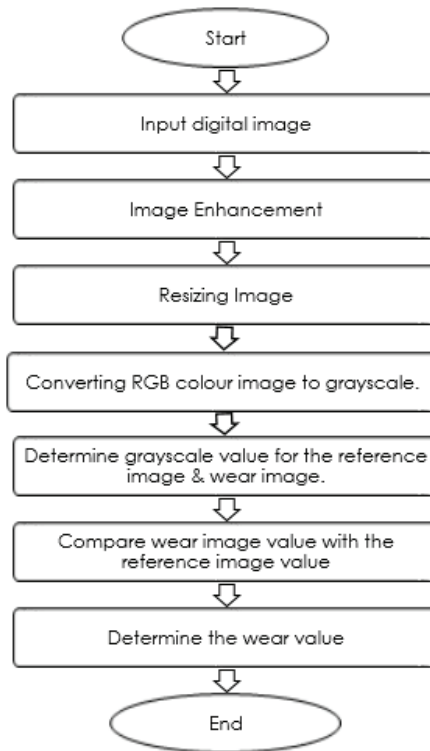 Start
Input digital image
Image Enhancement
Resizing Image
Converting RGB colour image to grayscale.
Determine grayscale value for the reference
image & wear image.
Compare wear image value with the
reference image value
Determine the wear value
End